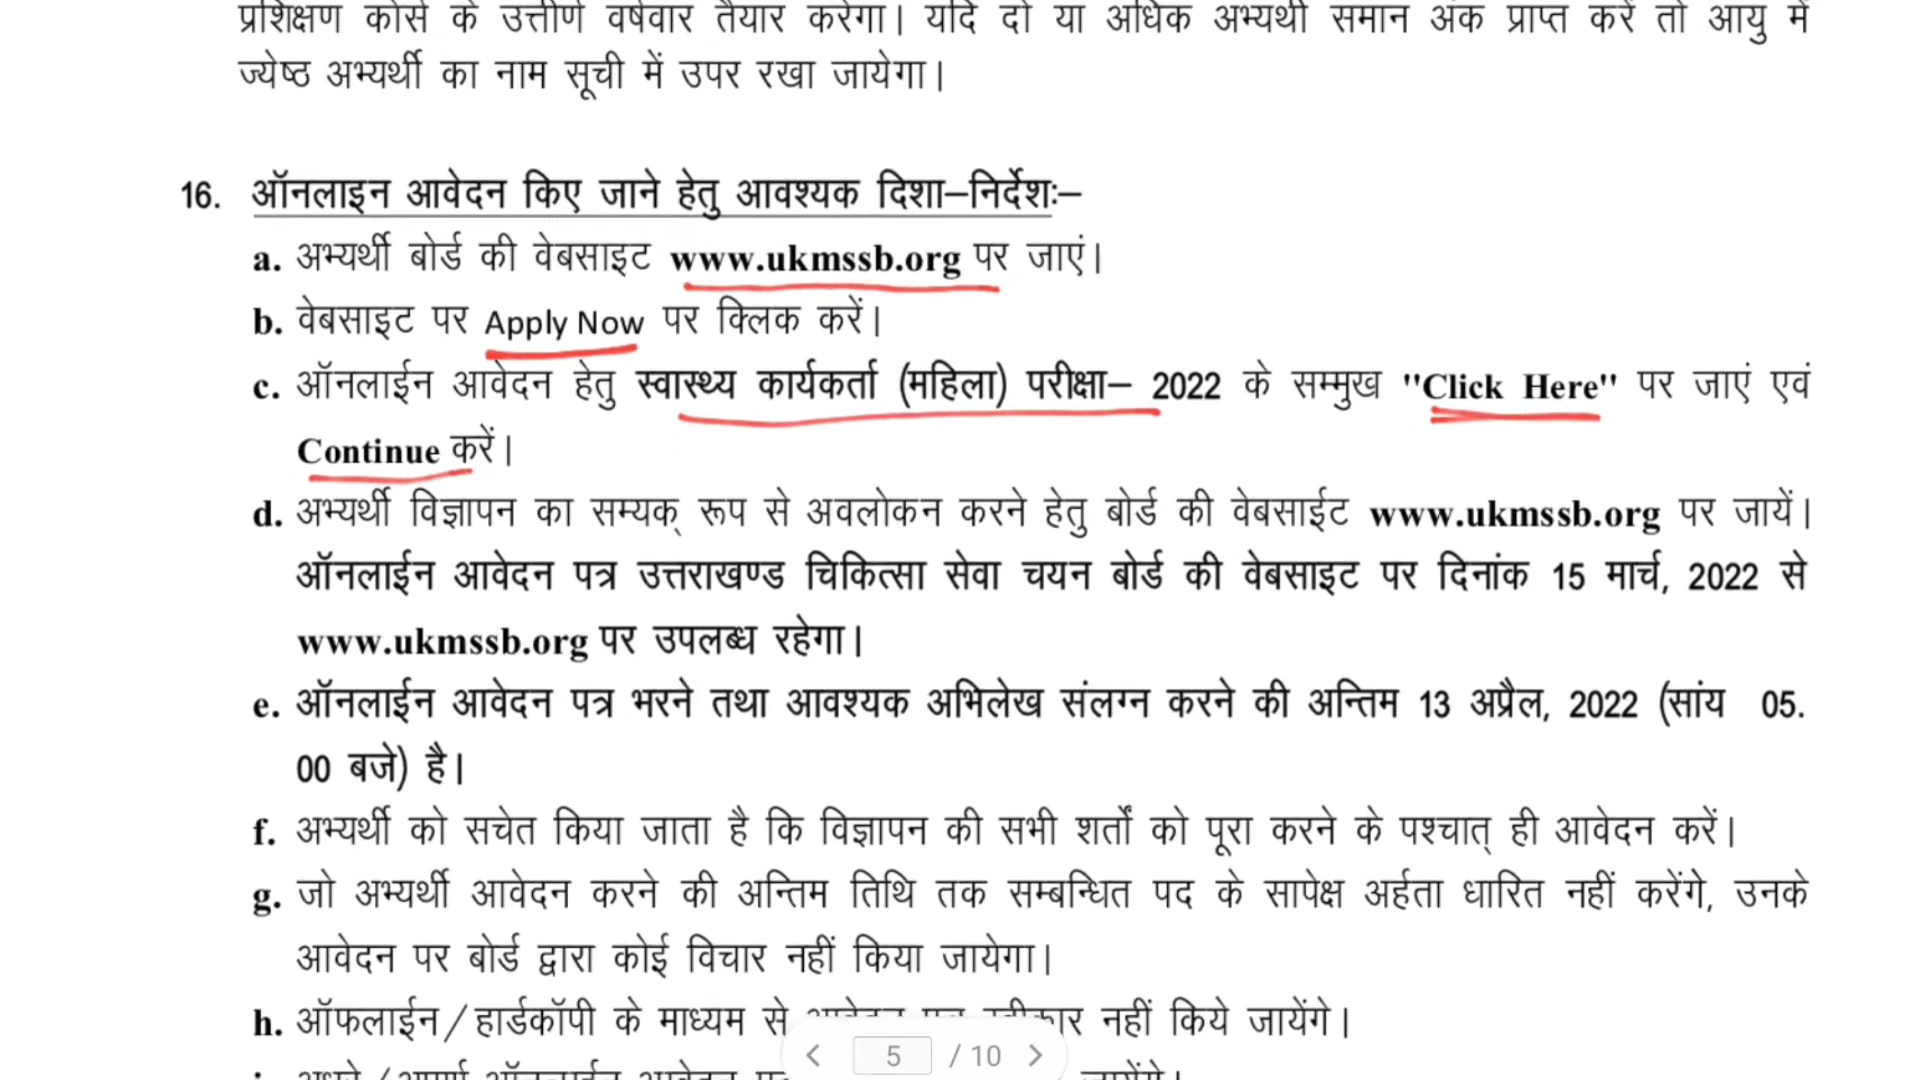 प्रशिक्षण कोर्स के उत्तीर्ण वर्षवार तैयार करेगा। यदि दो या अधिक अभ्यर्थी समान अंक प्राप्त करें तो आयु में
ज्येष्ठ अभ्यर्थी का नाम सूची में उपर रखा जायेगा।
16. ऑनलाइन आवेदन किए जाने हेतु आवश्यक दिशा–निर्देशः–
a. अभ्यर्थी बोर्ड की वेबसाइट www.ukmssb.org पर जाएं।
b. वेबसाइट पर Apply Now पर क्लिक करें।
c. ऑनलाईन आवेदन हेतु स्वास्थ्य कार्यकर्ता (महिला) परीक्षा– 2022 के सम्मुख "Click Here" पर जाएं एवं
Continue करें।
d. अभ्यर्थी विज्ञापन का सम्यक् रूप से अवलोकन करने हेतु बोर्ड की वेबसाईट www.ukmssb.org पर जायें।
ऑनलाईन आवेदन पत्र उत्तराखण्ड चिकित्सा सेवा चयन बोर्ड की वेबसाइट पर दिनांक 15 मार्च, 2022 से
www.ukmssb.org पर उपलब्ध रहेगा।
e. ऑनलाईन आवेदन पत्र भरने तथा आवश्यक अभिलेख संलग्न करने की अन्तिम 13 अप्रैल, 2022 (सांय 05.
00 बजे) है।
f. अभ्यर्थी को सचेत किया जाता है कि विज्ञापन की सभी शर्तों को पूरा करने के पश्चात् ही आवेदन करें।
g. जो अभ्यर्थी आवेदन करने की अन्तिम तिथि तक सम्बन्धित पद के सापेक्ष अर्हता धारित नहीं करेंगे, उनके
आवेदन पर बोर्ड द्वारा कोई विचार नहीं किया जायेगा।
h. ऑफलाईन/हार्डकॉपी के माध्यम से आवेदन पत्र स्वीकार नहीं किये जायेंगे।
5 / 10